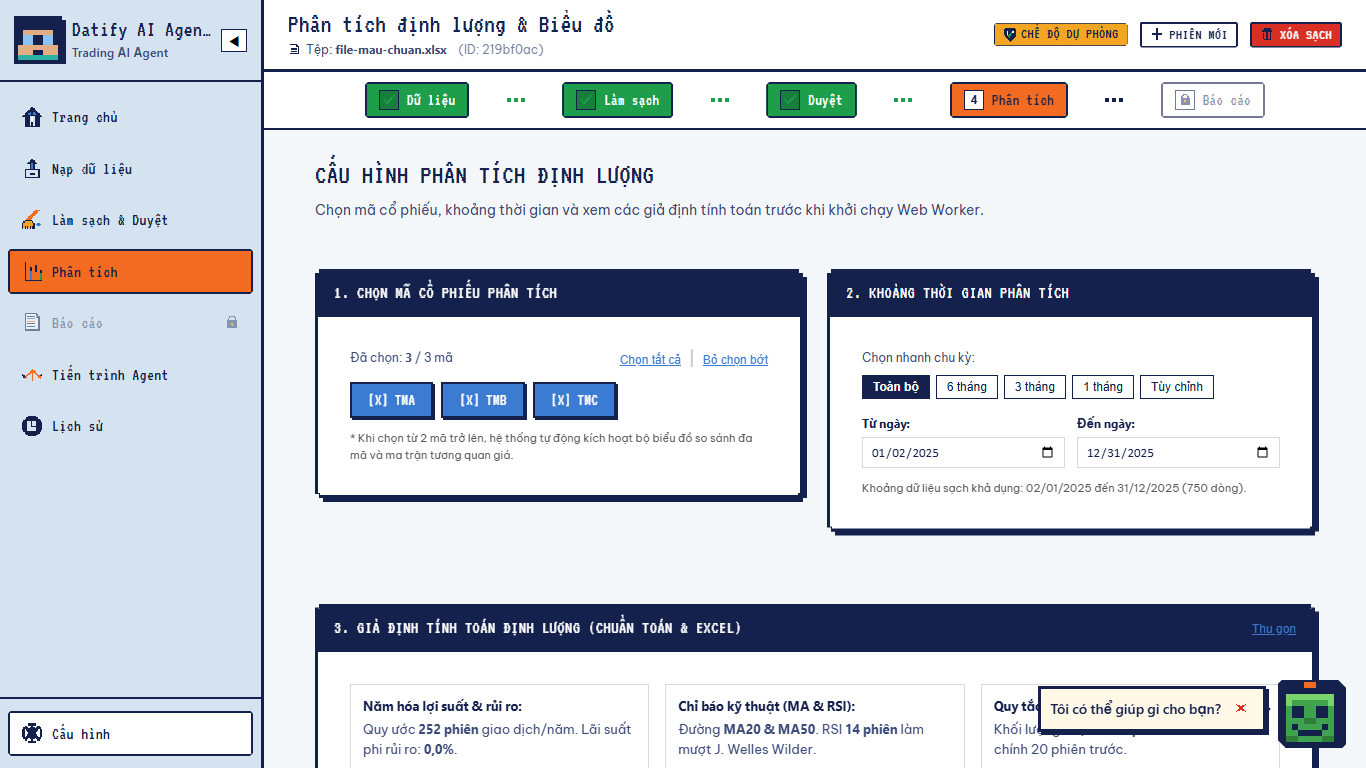 Datify AI Agen…
Trading AI Agent
Trang chủ
Nạp dữ liệu
Làm sạch & Duyệt
Phân tích
Báo cáo
Tiến trình Agent
Lịch sử
Cấu hình
Phân tích định lượng & Biểu đồ
Tệp: file-mau-chuan.xlsx (ID: 219bf0ac)
CHẾ ĐỘ DỰ PHÒNG
PHIÊN MỚI
XÓA SẠCH
Dữ liệu
Làm sạch
Duyệt
4 Phân tích
Báo cáo
CẤU HÌNH PHÂN TÍCH ĐỊNH LƯỢNG
Chọn mã cổ phiếu, khoảng thời gian và xem các giả định tính toán trước khi khởi chạy Web Worker.
1. CHỌN MÃ CỔ PHIẾU PHÂN TÍCH
Đã chọn: 3 / 3 mã
Chọn tất cả | Bỏ chọn bớt
[X] TMA [X] TMB [X] TMC
* Khi chọn từ 2 mã trở lên, hệ thống tự động kích hoạt bộ biểu đồ so sánh đa
mã và ma trận tương quan giá.
2. KHOẢNG THỜI GIAN PHÂN TÍCH
Chọn nhanh chu kỳ:
Toàn bộ 6 tháng 3 tháng 1 tháng Tùy chỉnh
Từ ngày: Đến ngày:
01/02/2025 12/31/2025
Khoảng dữ liệu sạch khả dụng: 02/01/2025 đến 31/12/2025 (750 dòng).
3. GIẢ ĐỊNH TÍNH TOÁN ĐỊNH LƯỢNG (CHUẨN TOÁN & EXCEL)
Thu gọn
Năm hóa lợi suất & rủi ro:
Quy ước 252 phiên giao dịch/năm. Lãi suất
phi rủi ro: 0,0%.
Chỉ báo kỹ thuật (MA & RSI):
Đường MA20 & MA50. RSI 14 phiên làm
mượt J. Welles Wilder.
Quy
Khối
chính 20 phiên trước.
Tôi có thể giúp gì cho bạn?